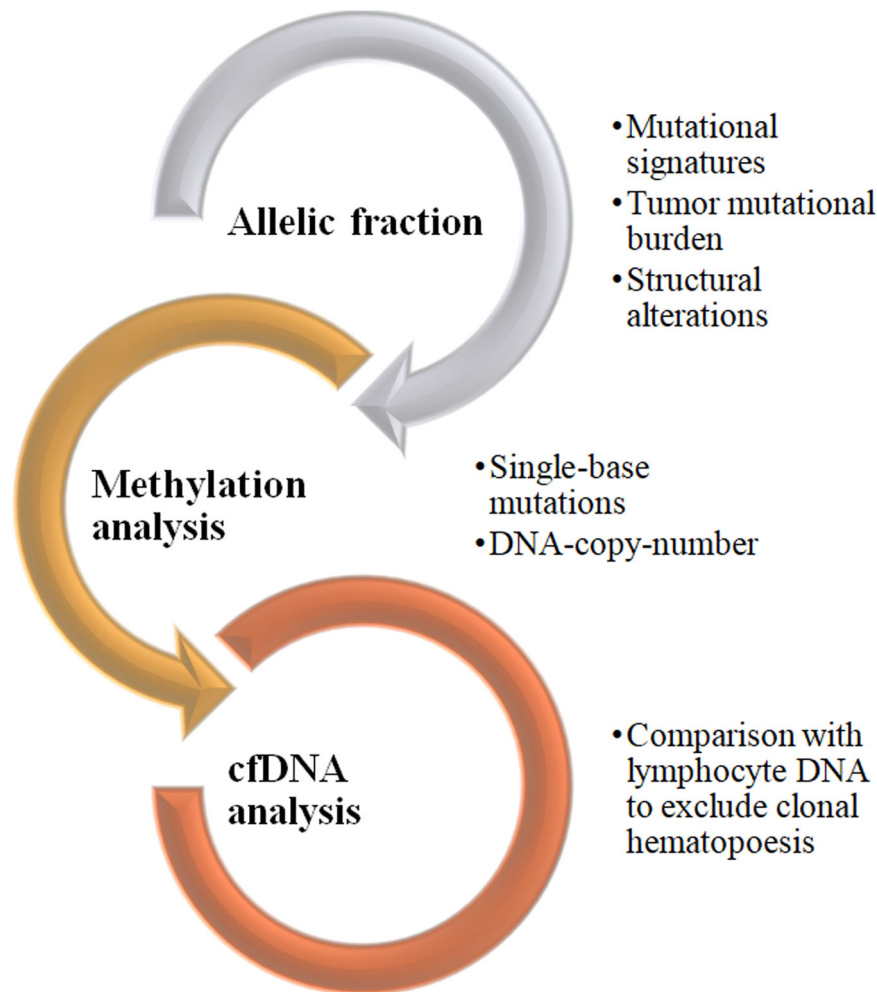 Allelic fraction
• Mutational
signatures
• Tumor mutational
burden
• Structural
alterations
Methylation
analysis
• Single-base
mutations
• DNA-copy-number
cfDNA
analysis
• Comparison with
lymphocyte DNA
to exclude clonal
hematopoesis